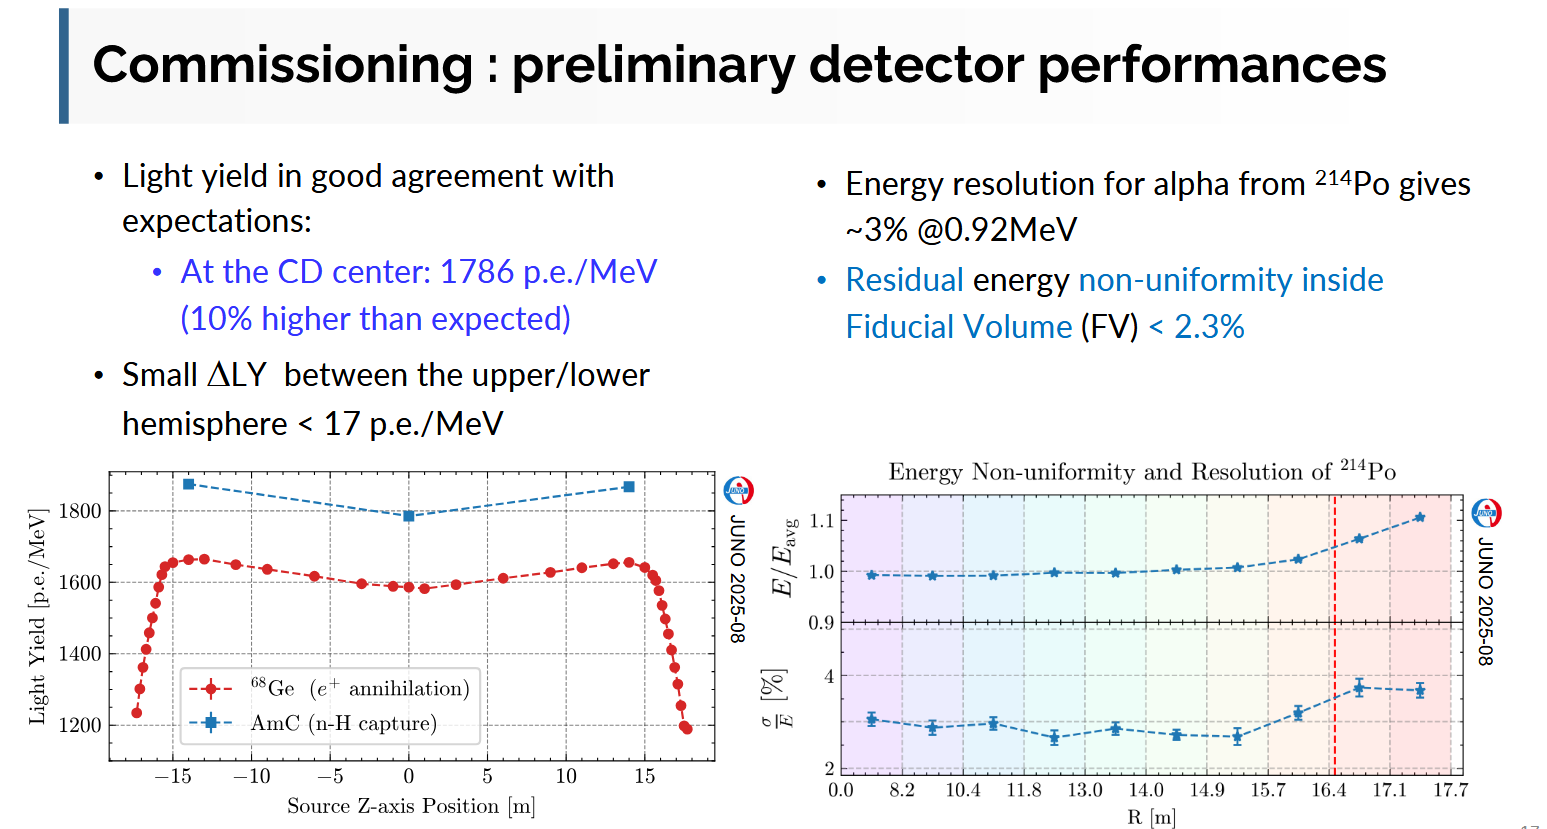 Commissioning : preliminary detector performances
• Light yield in good agreement with
expectations:
• At the CD center: 1786 p.e./MeV
(10% higher than expected)
• Small ΔLY between the upper/lower
hemisphere < 17 p.e./MeV
• Energy resolution for alpha from ²¹⁴Po gives
~3% @0.92MeV
• Residual energy non-uniformity inside
Fiducial Volume (FV) < 2.3%
Light Yield [p.e./MeV]
1800
1600
1400
1200
⁶⁸Ge (e⁺ annihilation)
AmC (n-H capture)
−15 −10 −5 0 5 10 15
Source Z-axis Position [m]
JUNO
JUNO 2025-08
Energy Non-uniformity and Resolution of ²¹⁴Po
E/E_avg
1.1
1.0
0.9
σ/E [%]
4
2
0.0 8.2 10.4 11.8 13.0 14.0 14.9 15.7 16.4 17.1 17.7
R [m]
JUNO
JUNO 2025-08